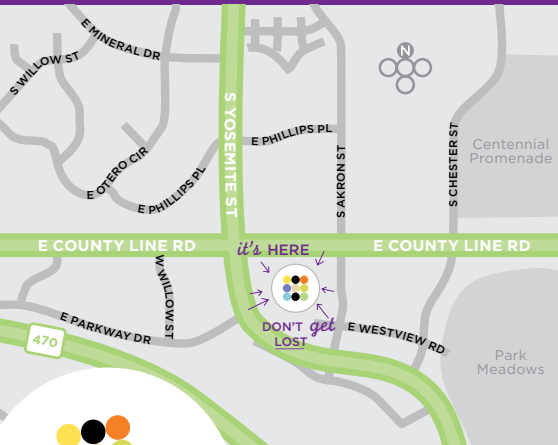 E MINERAL DR
S WILLOW ST
S YOSEMITE ST
N
E PHILLIPS PL
S AKRON ST
S CHESTER ST
Centennial
Promenade
E OTERO CIR
E PHILLIPS PL
E COUNTY LINE RD
it's HERE
E COUNTY LINE RD
W WILLOW ST
E PARKWAY DR
470
DON'T get
LOST
E WESTVIEW RD
Park
Meadows